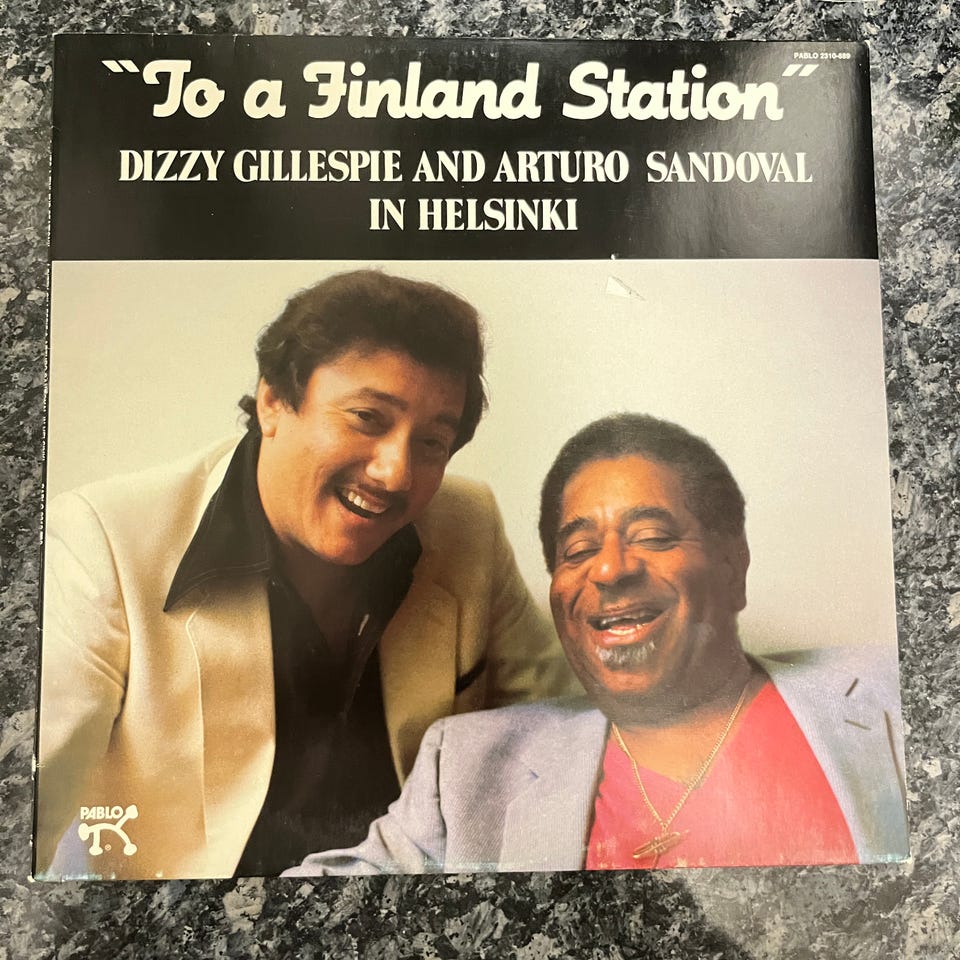 PABLO 2310-889
"To a Finland Station"
DIZZY GILLESPIE AND ARTURO SANDOVAL
IN HELSINKI
PABLO
®